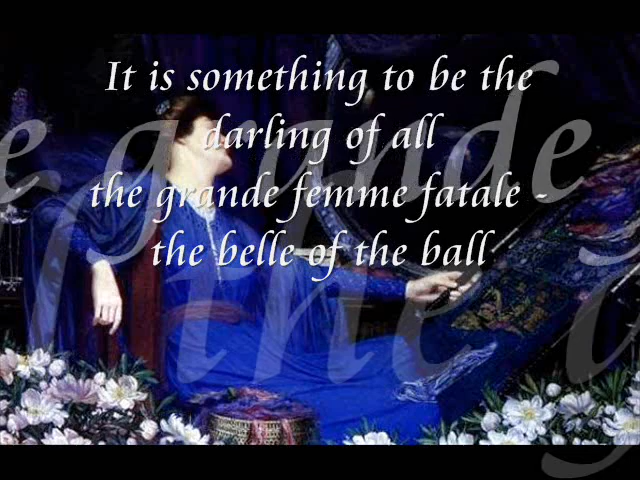 It is something to be the
darling of all
the grande femme fatale -
the belle of the ball